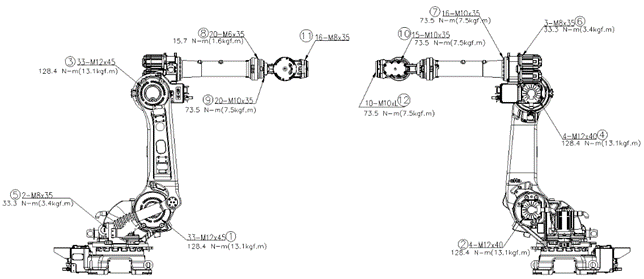 ⑧20-M6x35
15.7 N-m(1.6kgf.m)
⑪16-M8x35
③33-M12x45
128.4 N-m(13.1kgf.m)
⑨20-M10x35
73.5 N-m(7.5kgf.m)
⑤2-M8x35
33.3 N-m(3.4kgf.m)
33-M12x45①
128.4 N-m(13.1kgf.m)
⑦16-M10x35
73.5 N-m(7.5kgf.m)
3-M8x35⑥
33.3 N-m(3.4kgf.m)
⑩15-M10x35
73.5 N-m(7.5kgf.m)
10-M10xL⑫
73.5 N-m(7.5kgf.m)
4-M12x40④
128.4 N-m(13.1kgf.m)
②4-M12x40
128.4 N-m(13.1kgf.m)